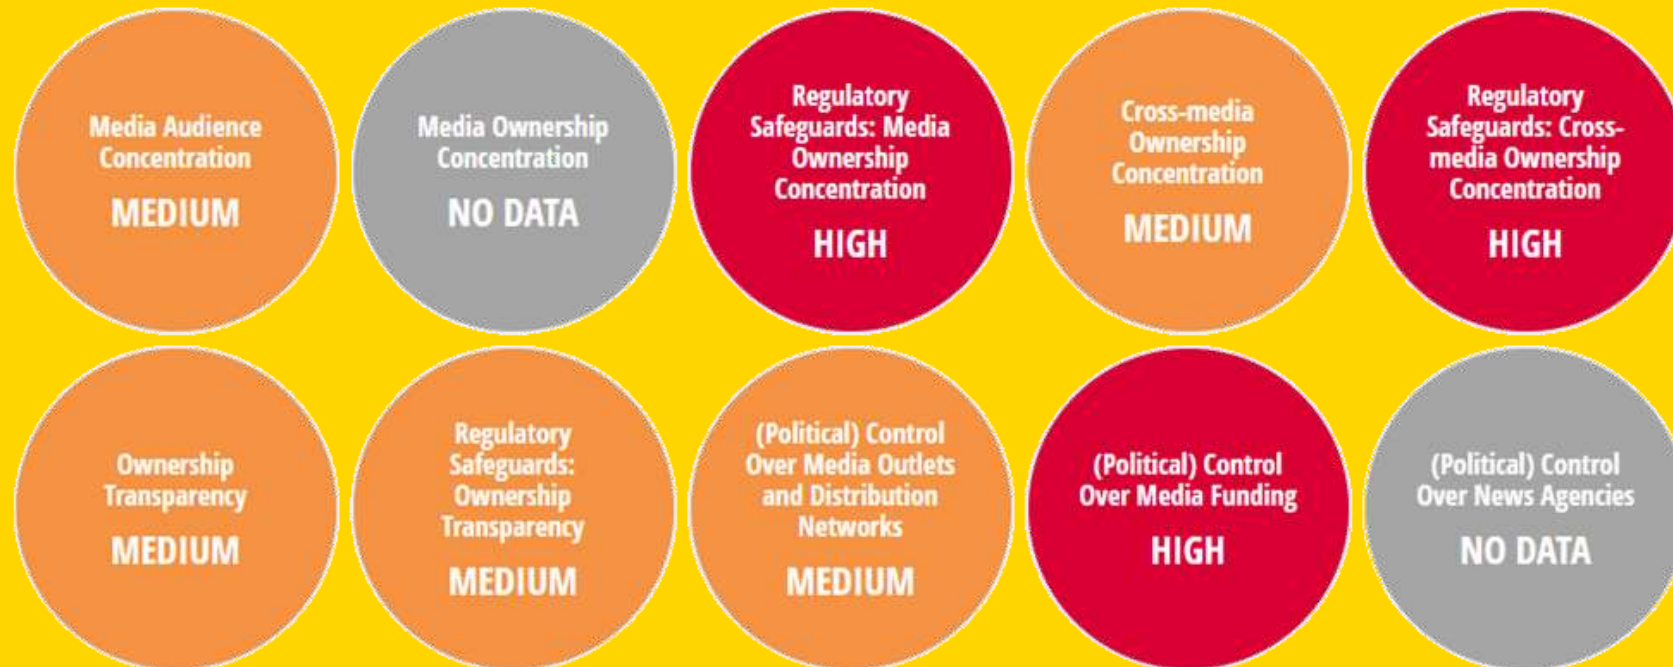 Media Audience
Concentration
MEDIUM
Media Ownership
Concentration
NO DATA
Regulatory
Safeguards: Media
Ownership
Concentration
HIGH
Cross-media
Ownership
Concentration
MEDIUM
Regulatory
Safeguards: Cross-
media Ownership
Concentration
HIGH
Ownership
Transparency
MEDIUM
Regulatory
Safeguards:
Ownership
Transparency
MEDIUM
(Political) Control
Over Media Outlets
and Distribution
Networks
MEDIUM
(Political) Control
Over Media Funding
HIGH
(Political) Control
Over News Agencies
NO DATA